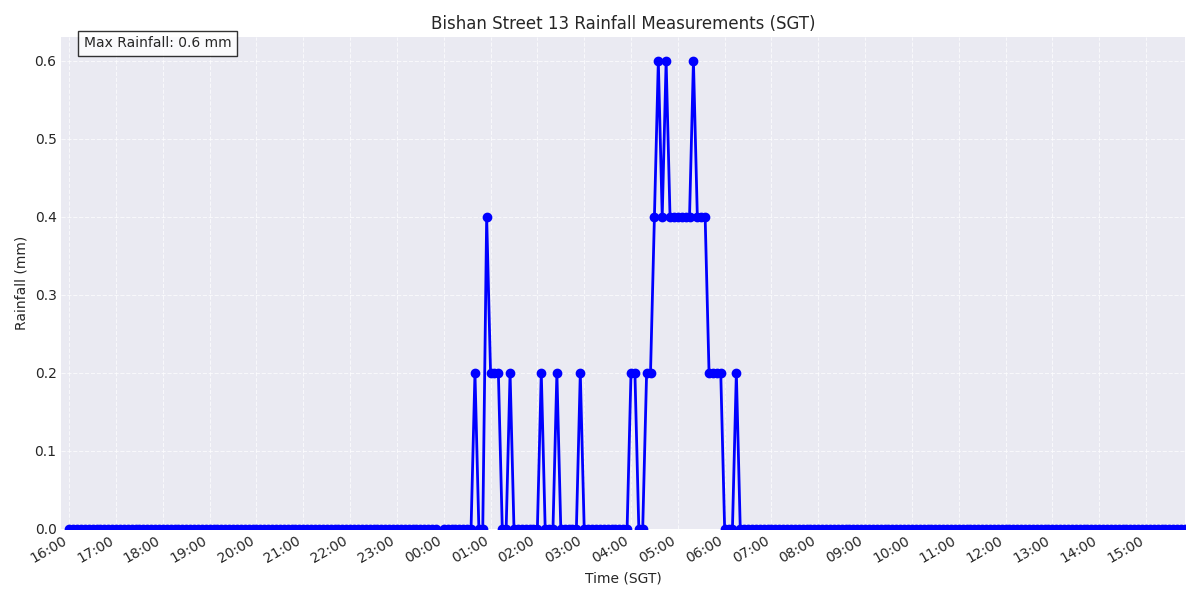 Bishan Street 13 Rainfall Measurements (SGT)
Max Rainfall: 0.6 mm
0.6
0.5
0.4
0.3
0.2
0.1
0.0
Rainfall (mm)
16:00 17:00 18:00 19:00 20:00 21:00 22:00 23:00 00:00 01:00 02:00 03:00 04:00 05:00 06:00 07:00 08:00 09:00 10:00 11:00 12:00 13:00 14:00 15:00
Time (SGT)